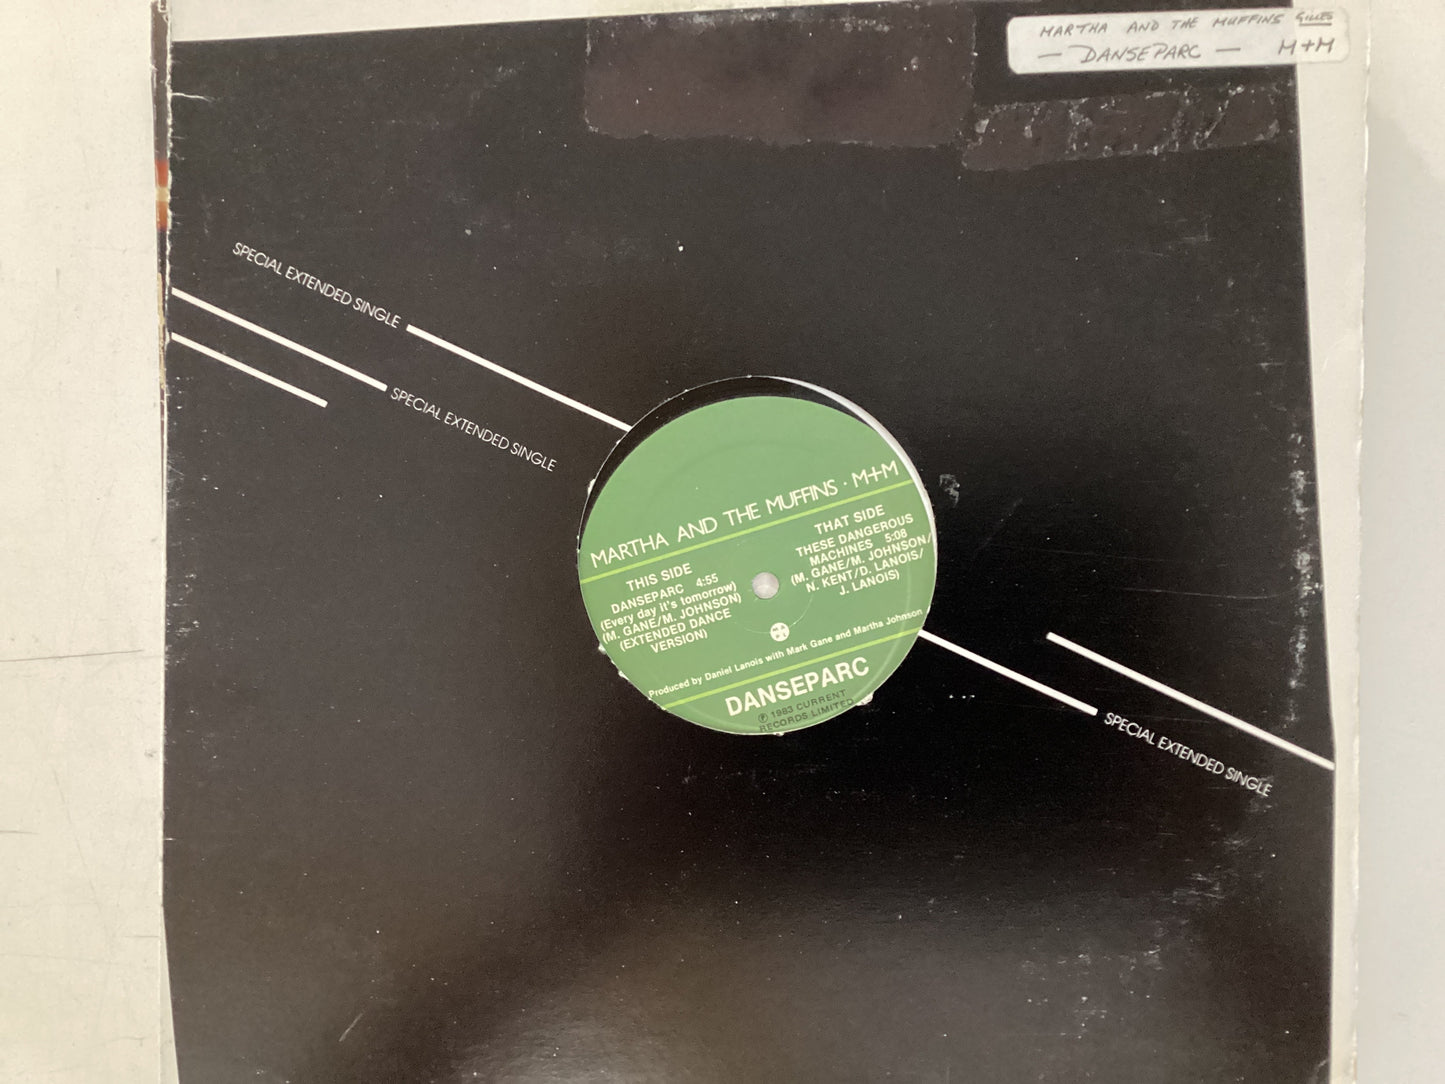 MARTHA AND THE MUFFINS GILLES
— DANSEPARC — M+M
SPECIAL EXTENDED SINGLE
SPECIAL EXTENDED SINGLE
MARTHA AND THE MUFFINS · M+M
THIS SIDE
DANSEPARC 4:55
(Every day it's tomorrow)
(M. GANE/M. JOHNSON)
(EXTENDED DANCE
VERSION)
THAT SIDE
THESE DANGEROUS
MACHINES 5:08
(M. GANE/M. JOHNSON/
N. KENT/D. LANOIS/
J. LANOIS)
Produced by Daniel Lanois with Mark Gane and Martha Johnson
DANSEPARC
℗ 1983 CURRENT
RECORDS LIMITED
SPECIAL EXTENDED SINGLE